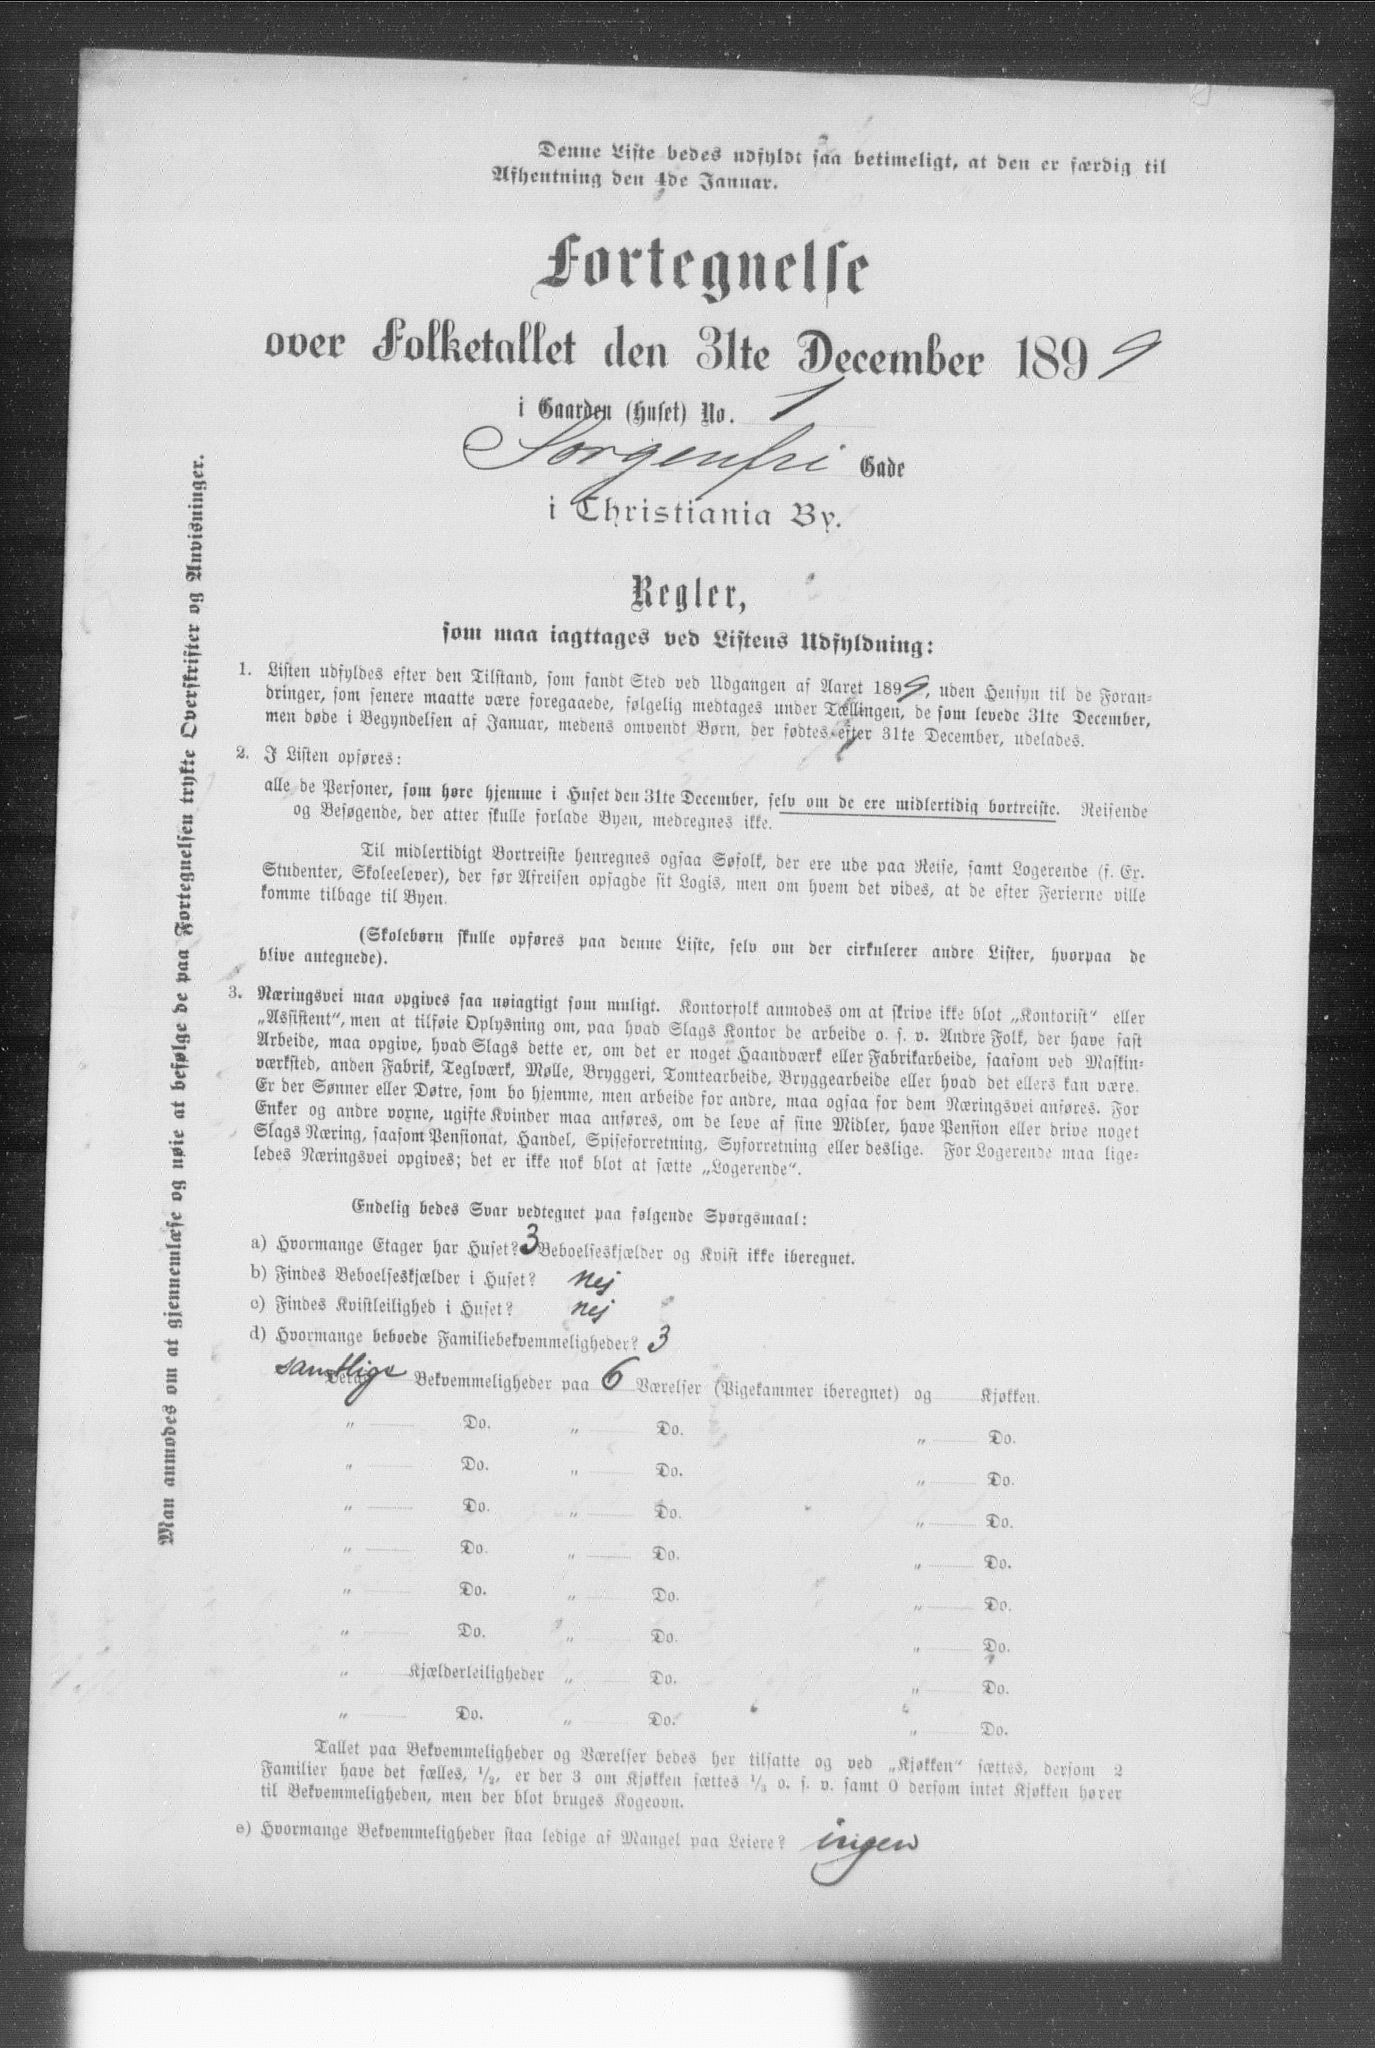 Denne Liste bedes udfyldt saa betimeligt, at den er færdig til
Afhentning den 4de Januar.
Fortegnelse
over Folketallet den 31te December 1899
i Gaarden (Huset) No. 1
Sorgenfri Gade
i Christiania By.
Regler,
som maa iagttages ved Listens Udfyldning:
1. Listen udfyldes efter den Tilstand, som fandt Sted ved Udgangen af Aaret 1899, uden Hensyn til de Foran-
dringer, som senere maatte være foregaaede, følgelig medtages under Tællingen, de som levede 31te December,
men døde i Begyndelsen af Januar, medens omvendt Børn, der fødtes efter 31te December, udelades.
2. I Listen opføres:
alle de Personer, som høre hjemme i Huset den 31te December, selv om de ere midlertidig bortreiste. Reisende
og Besøgende, der atter skulle forlade Byen, medregnes ikke.
Til midlertidigt Bortreiste henregnes ogsaa Søfolk, der ere ude paa Reise, samt Logerende (f. Ex.
Studenter, Skoleelever), der før Afreisen opsagde sit Logis, men om hvem det vides, at de efter Ferierne ville
komme tilbage til Byen.
(Skolebørn skulle opføres paa denne Liste, selv om der cirkulerer andre Lister, hvorpaa de
blive antegnede).
3. Næringsvei maa opgives saa nøiagtigt som muligt. Kontorfolk anmodes om at skrive ikke blot „Kontorist“ eller
„Assistent“, men at tilføie Oplysning om, paa hvad Slags Kontor de arbeide o. s. v. Andre Folk, der have fast
Arbeide, maa opgive, hvad Slags dette er, om det er noget Haandværk eller Fabrikarbeide, saasom ved Maskin-
værksted, anden Fabrik, Teglværk, Mølle, Bryggeri, Tomtearbeide, Bryggearbeide eller hvad det ellers kan være.
Er der Sønner eller Døtre, som bo hjemme, men arbeide for andre, maa ogsaa for dem Næringsvei anføres. For
Enker og andre voxne, ugifte Kvinder maa anføres, om de leve af sine Midler, have Pension eller drive noget
Slags Næring, saasom Pensionat, Handel, Spiseforretning, Syforretning eller deslige. For Logerende maa lige-
ledes Næringsvei opgives; det er ikke nok blot at sætte „Logerende“.
Endelig bedes Svar vedtegnet paa følgende Spørgsmaal:
a) Hvormange Etager har Huset? 3 Beboelseskjælder og Kvist ikke iberegnet.
b) Findes Beboelseskjælder i Huset? nej
c) Findes Kvistleilighed i Huset? nej
d) Hvormange beboede Familiebekvemmeligheder? 3
samtlige Bekvemmeligheder paa 6 Værelser (Pigekammer iberegnet) og Kjøkken.
„ Do. „ Do. „ Do.
„ Do. „ Do. „ Do.
„ Do. „ Do. „ Do.
„ Do. „ Do. „ Do.
„ Do. „ Do. „ Do.
„ Do. „ Do. „ Do.
„ Kjælderleiligheder „ Do. „ Do.
„ Do. „ Do. „ Do.
Tallet paa Bekvemmeligheder og Værelser bedes her tilsatte og ved „Kjøkken“ sættes, dersom 2
Familier have det fælles, 1/2, er der 3 om Kjøkken sættes 1/3 o. s. v. samt 0 dersom intet Kjøkken hører
til Bekvemmeligheden, men der blot bruges Kogeovn.
e) Hvormange Bekvemmeligheder staa ledige af Mangel paa Leiere? ingen
Man anmodes om at gjennemlæse og nøie at befølge de paa Fortegnelsen trykte Overskrifter og Anvisninger.